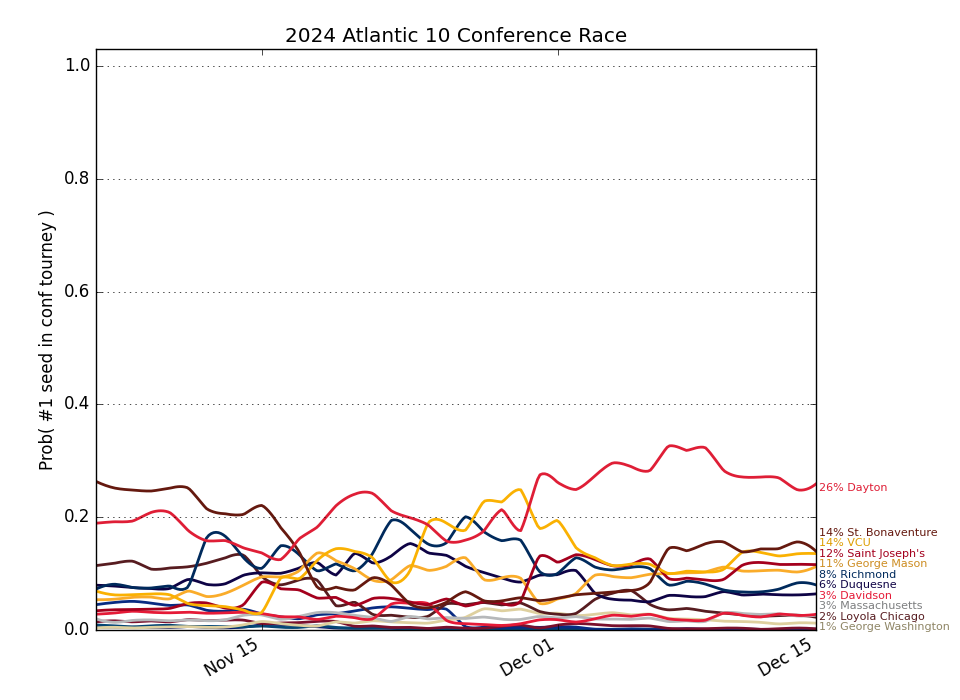 2024 Atlantic 10 Conference Race
Prob( #1 seed in conf tourney )
1.0
0.8
0.6
0.4
0.2
0.0
Nov 15
Dec 01
Dec 15
26% Dayton
14% St. Bonaventure
14% VCU
12% Saint Joseph's
11% George Mason
8% Richmond
6% Duquesne
3% Davidson
3% Massachusetts
2% Loyola Chicago
1% George Washington